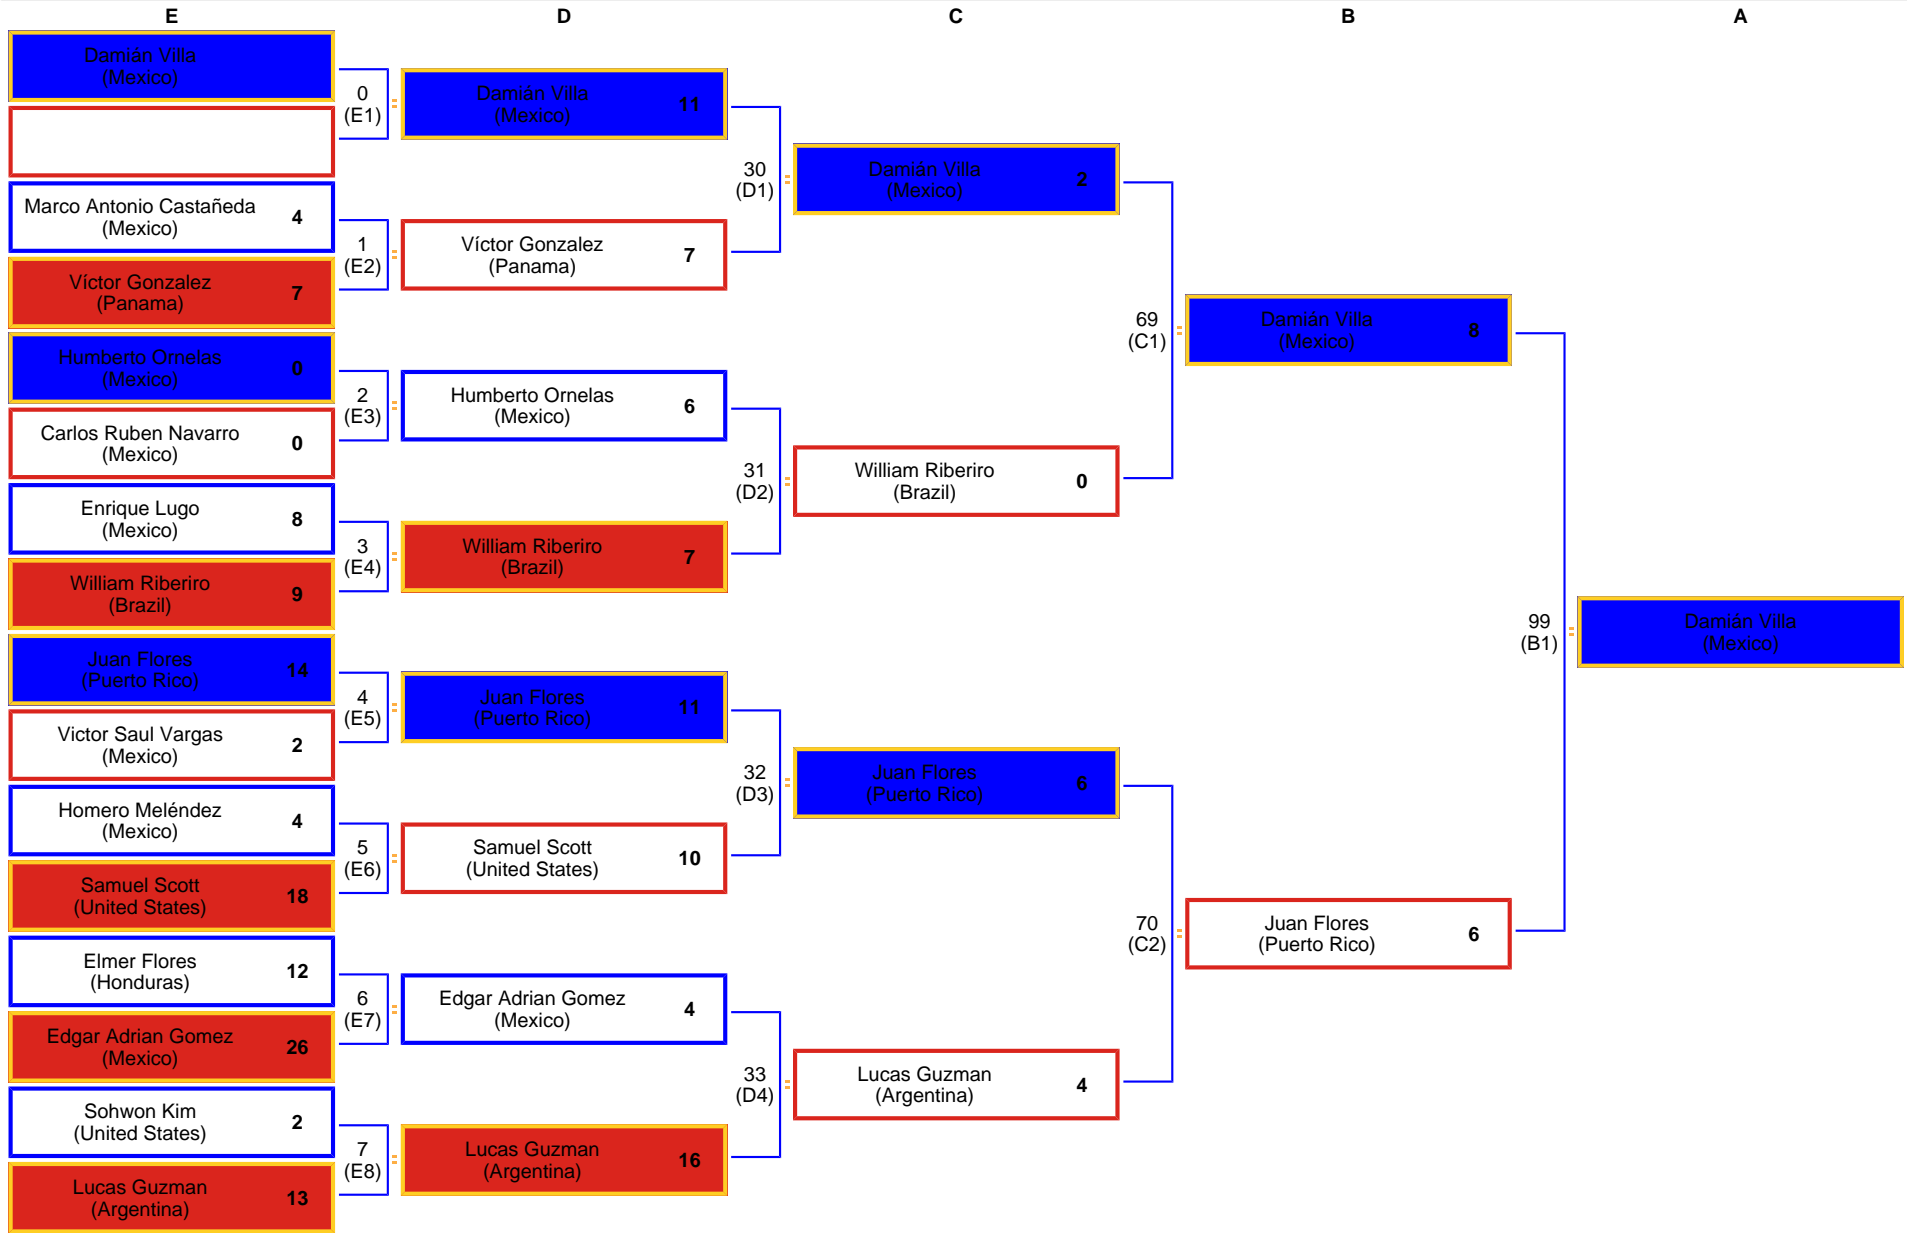 E
D
C
B
A
Damián Villa
(Mexico)
0
(E1)
Marco Antonio Castañeda
(Mexico)
4
1
(E2)
Víctor Gonzalez
(Panama)
7
Humberto Ornelas
(Mexico)
0
2
(E3)
Carlos Ruben Navarro
(Mexico)
0
Enrique Lugo
(Mexico)
8
3
(E4)
William Riberiro
(Brazil)
9
Juan Flores
(Puerto Rico)
14
4
(E5)
Victor Saul Vargas
(Mexico)
2
Homero Meléndez
(Mexico)
4
5
(E6)
Samuel Scott
(United States)
18
Elmer Flores
(Honduras)
12
6
(E7)
Edgar Adrian Gomez
(Mexico)
26
Sohwon Kim
(United States)
2
7
(E8)
Lucas Guzman
(Argentina)
13
Damián Villa
(Mexico)
11
30
(D1)
Víctor Gonzalez
(Panama)
7
Humberto Ornelas
(Mexico)
6
31
(D2)
William Riberiro
(Brazil)
7
Juan Flores
(Puerto Rico)
11
32
(D3)
Samuel Scott
(United States)
10
Edgar Adrian Gomez
(Mexico)
4
33
(D4)
Lucas Guzman
(Argentina)
16
Damián Villa
(Mexico)
2
69
(C1)
William Riberiro
(Brazil)
0
Juan Flores
(Puerto Rico)
6
70
(C2)
Lucas Guzman
(Argentina)
4
Damián Villa
(Mexico)
8
99
(B1)
Juan Flores
(Puerto Rico)
6
Damián Villa
(Mexico)